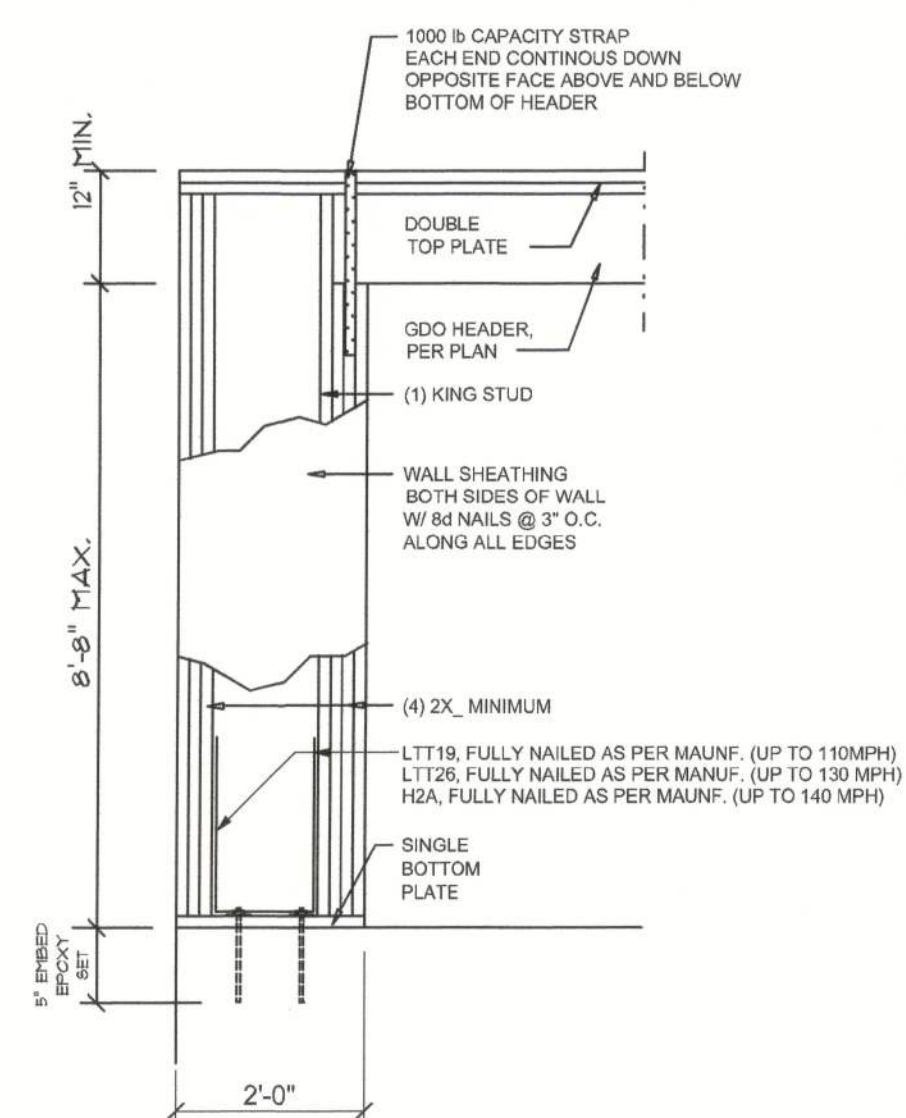 1000 lb CAPACITY STRAP
EACH END CONTINOUS DOWN
OPPOSITE FACE ABOVE AND BELOW
BOTTOM OF HEADER
12" MIN.
DOUBLE
TOP PLATE
GDO HEADER,
PER PLAN
(1) KING STUD
WALL SHEATHING
BOTH SIDES OF WALL
W/ 8d NAILS @ 3" O.C.
ALONG ALL EDGES
8'-8" MAX.
(4) 2X_ MINIMUM
LTT19, FULLY NAILED AS PER MAUNF. (UP TO 110MPH)
LTT26, FULLY NAILED AS PER MANUF. (UP TO 130 MPH)
H2A, FULLY NAILED AS PER MAUNF. (UP TO 140 MPH)
SINGLE
BOTTOM
PLATE
5" EMBED
EPOXY
SET
2'-0"